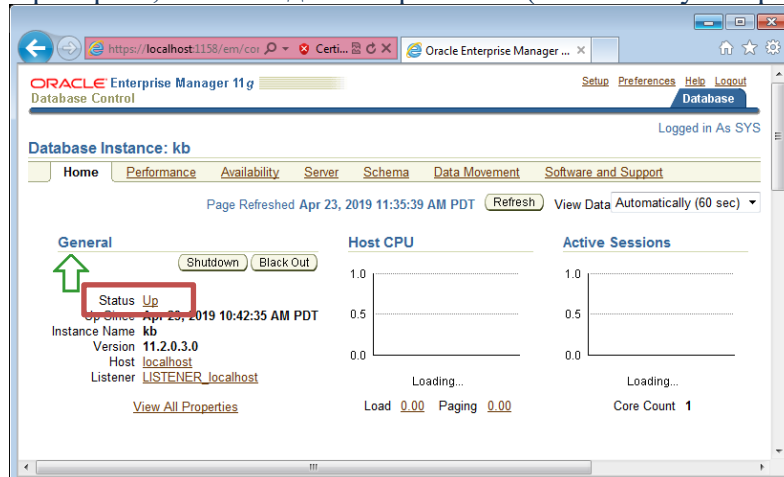 https://localhost:1158/em/cor
Certi...
Oracle Enterprise Manager ...
ORACLE Enterprise Manager 11g
Database Control
Setup Preferences Help Logout
Database
Logged in As SYS
Database Instance: kb
Home Performance Availability Server Schema Data Movement Software and Support
Page Refreshed Apr 23, 2019 11:35:39 AM PDT Refresh View Data Automatically (60 sec)
General
Shutdown Black Out
Status Up
Up Since Apr 23, 2019 10:42:35 AM PDT
Instance Name kb
Version 11.2.0.3.0
Host localhost
Listener LISTENER_localhost
View All Properties
Host CPU
1.0
0.5
0.0
Loading...
Load 0.00 Paging 0.00
Active Sessions
1.0
0.5
0.0
Loading...
Core Count 1